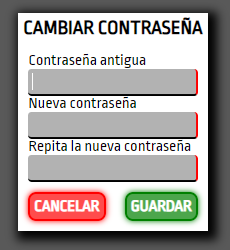 CAMBIAR CONTRASEÑA
Contraseña antigua
Nueva contraseña
Repita la nueva contraseña
CANCELAR GUARDAR